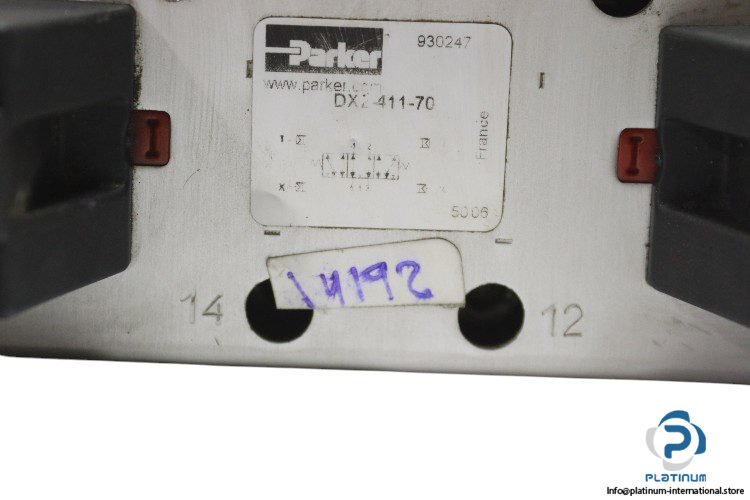 Parker
930247
www.parker.com
DX2-411-70
France
5006
14192
14
12
PLATINUM
Info@platinum-international.store